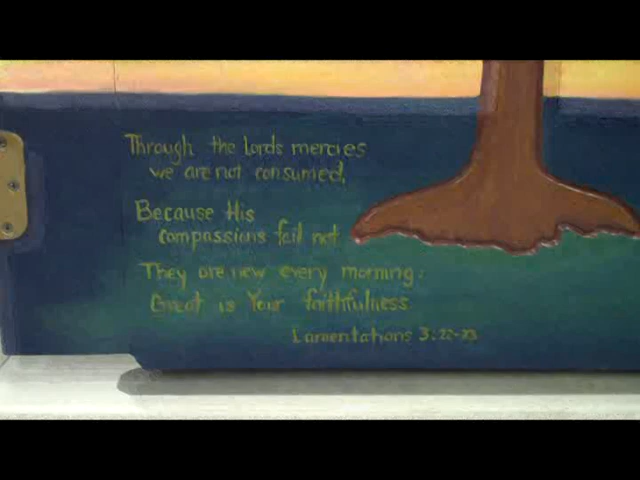 Through the Lords mercies
we are not consumed,
Because His
compassions fail not
They are new every morning;
Great is Your faithfulness
Lamentations 3:22-23